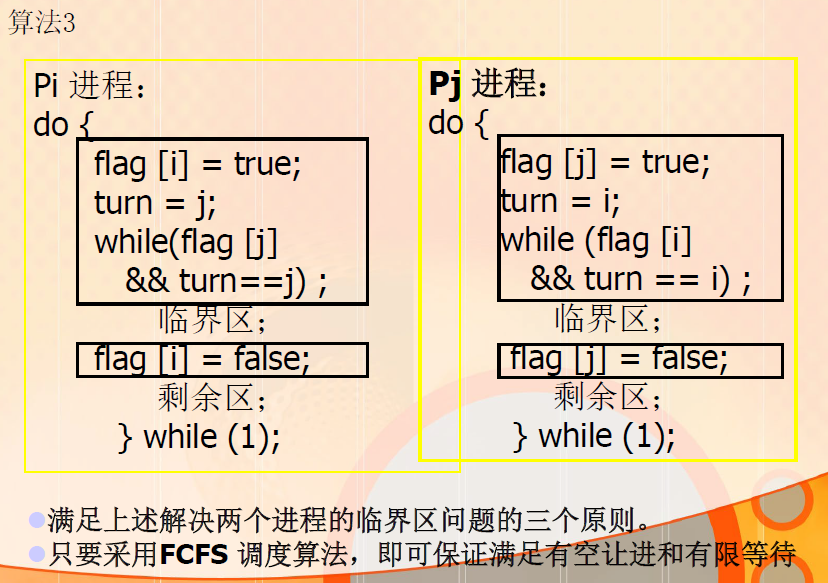 算法3
Pi 进程：
do {
flag [i] = true;
turn = j;
while(flag [j]
&& turn==j) ;
临界区；
flag [i] = false;
剩余区；
} while (1);
Pj 进程：
do {
flag [j] = true;
turn = i;
while (flag [i]
&& turn == i) ;
临界区；
flag [j] = false;
剩余区；
} while (1);
满足上述解决两个进程的临界区问题的三个原则。
只要采用FCFS 调度算法，即可保证满足有空让进和有限等待